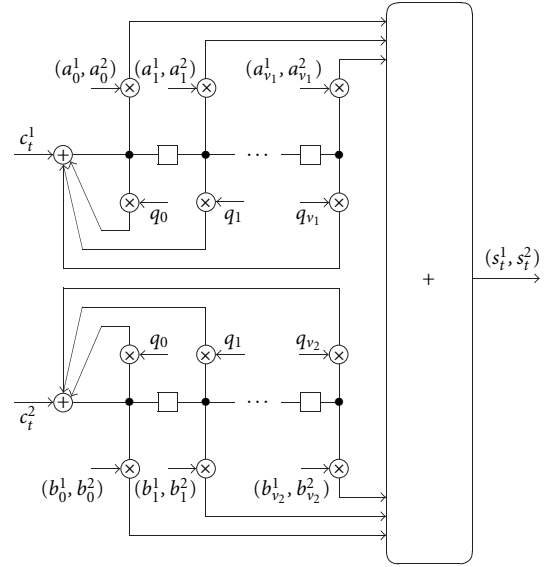 (a_0^1, a_0^2) (a_1^1, a_1^2) (a_{v_1}^1, a_{v_1}^2)
× × ×
c_t^1
+ ...
× × ×
q_0 q_1 q_{v_1}
+
(s_t^1, s_t^2)
q_0 q_1 q_{v_2}
× × ×
+ ...
c_t^2
× × ×
(b_0^1, b_0^2) (b_1^1, b_1^2) (b_{v_2}^1, b_{v_2}^2)